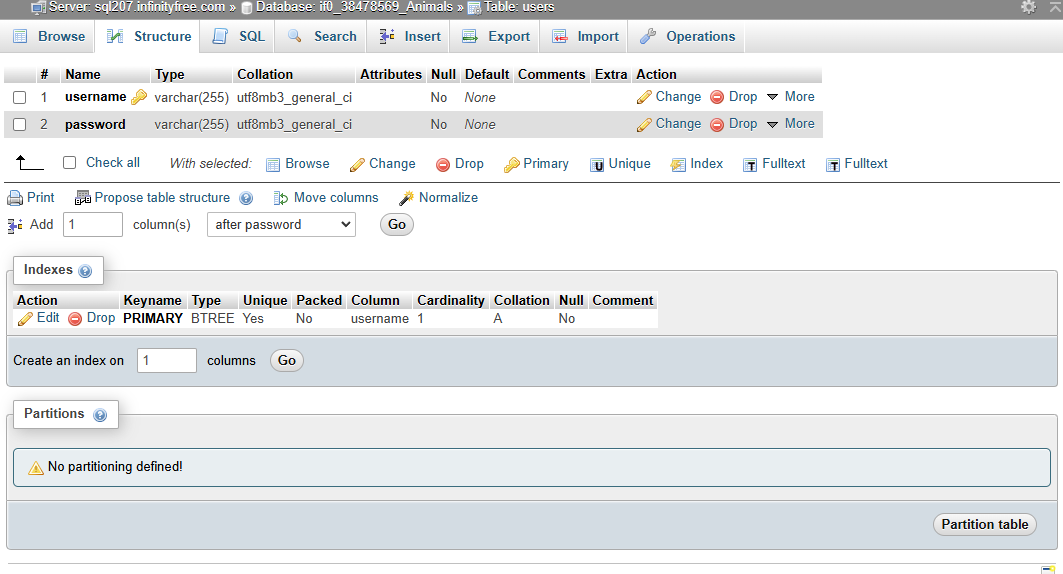 Server: sql207.infinityfree.com » Database: if0_38478569_Animals » Table: users
Browse Structure SQL Search Insert Export Import Operations
# Name Type Collation Attributes Null Default Comments Extra Action
1 username varchar(255) utf8mb3_general_ci No None Change Drop More
2 password varchar(255) utf8mb3_general_ci No None Change Drop More
Check all With selected: Browse Change Drop Primary Unique Index Fulltext Fulltext
Print Propose table structure Move columns Normalize
Add 1 column(s) after password Go
Indexes
Action Keyname Type Unique Packed Column Cardinality Collation Null Comment
Edit Drop PRIMARY BTREE Yes No username 1 A No
Create an index on 1 columns Go
Partitions
No partitioning defined!
Partition table